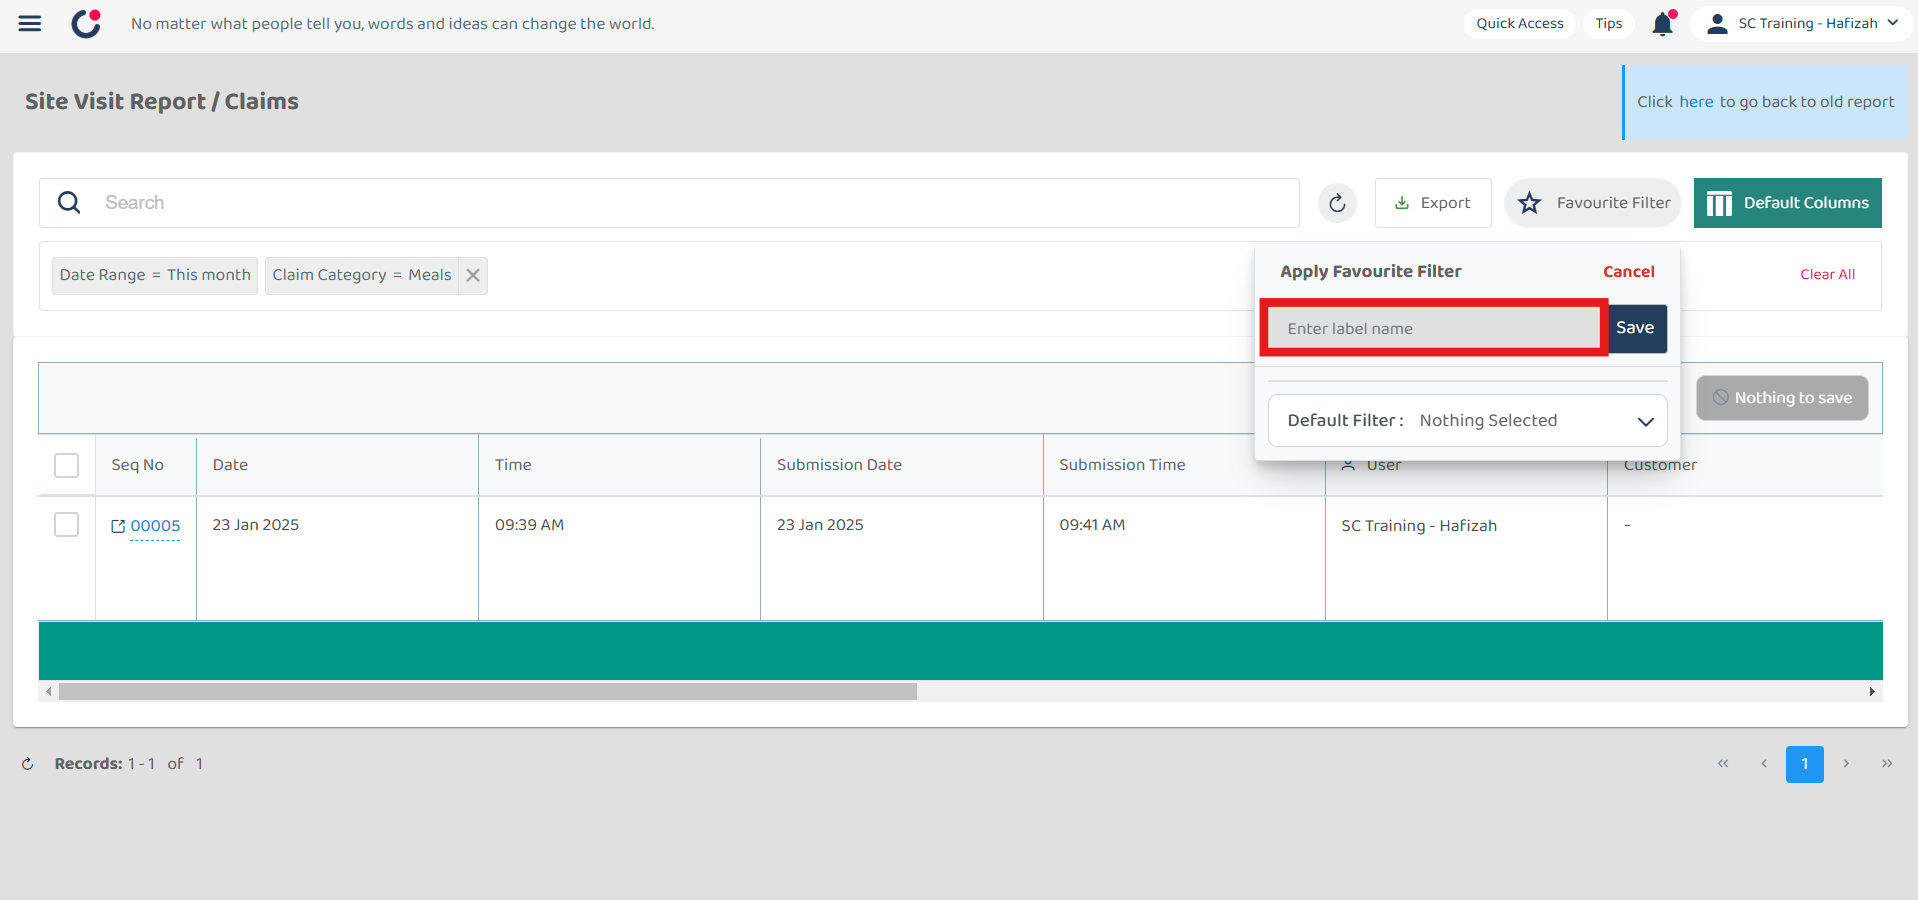 No matter what people tell you, words and ideas can change the world.
Quick Access
Tips
SC Training - Hafizah
Site Visit Report / Claims
Click here to go back to old report
Search
Export
Favourite Filter
Default Columns
Date Range = This month
Claim Category = Meals
Clear All
Apply Favourite Filter
Cancel
Enter label name
Save
Default Filter : Nothing Selected
Nothing to save
Seq No
Date
Time
Submission Date
Submission Time
User
Customer
00005
23 Jan 2025
09:39 AM
23 Jan 2025
09:41 AM
SC Training - Hafizah
-
Records: 1 - 1 of 1
« ‹ 1 › »